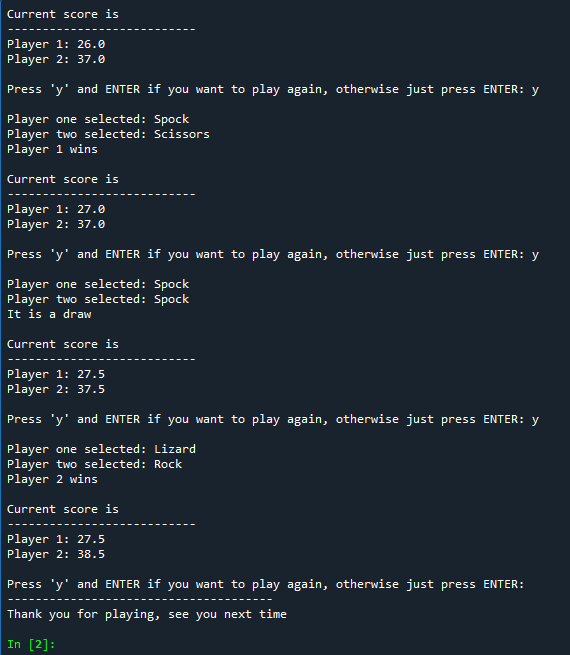 Current score is
---------------------------
Player 1: 26.0
Player 2: 37.0
Press 'y' and ENTER if you want to play again, otherwise just press ENTER: y
Player one selected: Spock
Player two selected: Scissors
Player 1 wins
Current score is
---------------------------
Player 1: 27.0
Player 2: 37.0
Press 'y' and ENTER if you want to play again, otherwise just press ENTER: y
Player one selected: Spock
Player two selected: Spock
It is a draw
Current score is
---------------------------
Player 1: 27.5
Player 2: 37.5
Press 'y' and ENTER if you want to play again, otherwise just press ENTER: y
Player one selected: Lizard
Player two selected: Rock
Player 2 wins
Current score is
---------------------------
Player 1: 27.5
Player 2: 38.5
Press 'y' and ENTER if you want to play again, otherwise just press ENTER:
--------------------------------------
Thank you for playing, see you next time
In [2]: